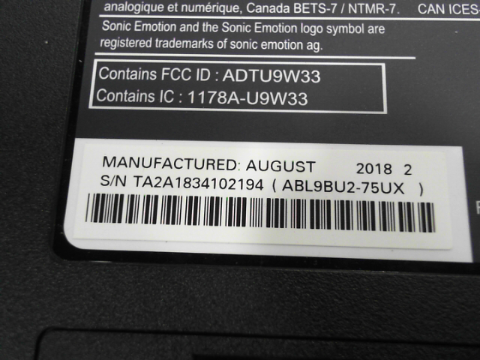 analogique et numérique, Canada BETS-7 / NTMR-7. CAN ICES-
Sonic Emotion and the Sonic Emotion logo symbol are
registered trademarks of sonic emotion ag.
Contains FCC ID : ADTU9W33
Contains IC : 1178A-U9W33
MANUFACTURED: AUGUST 2018 2
S/N TA2A1834102194 ( ABL9BU2-75UX )